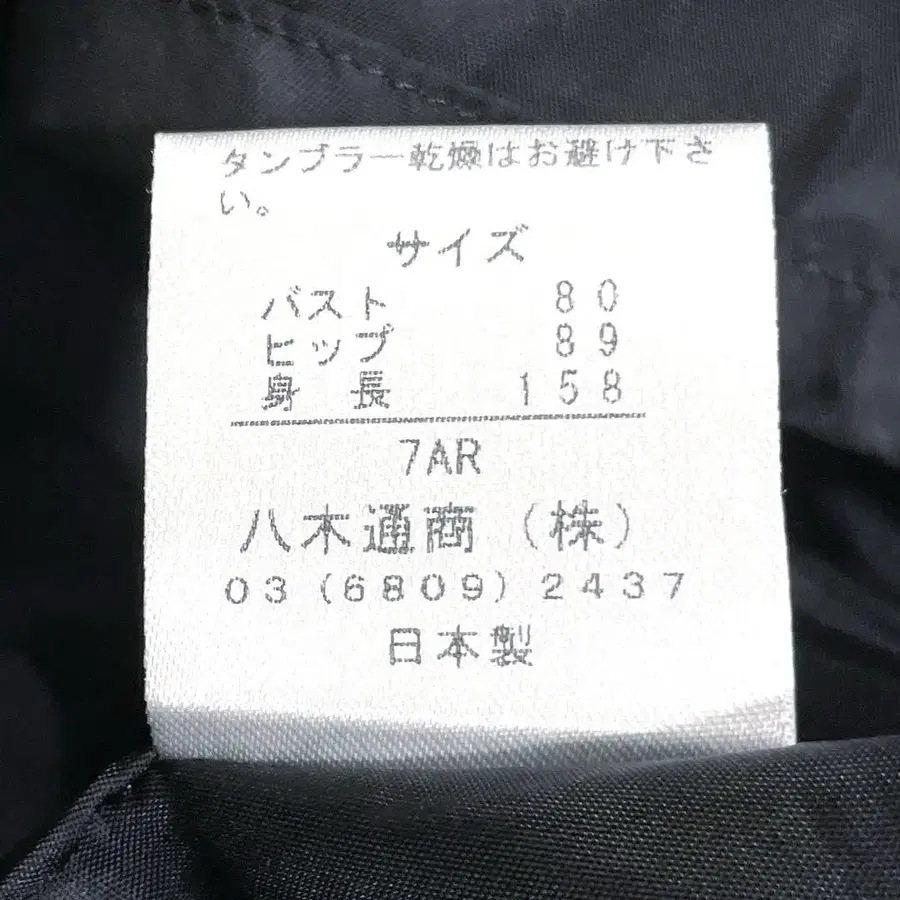 タンブラー乾燥はお避け下さ
い。
サイズ
バスト 80
ヒップ 89
身長 158
7AR
八木通商(株)
03(6809)2437
日本製